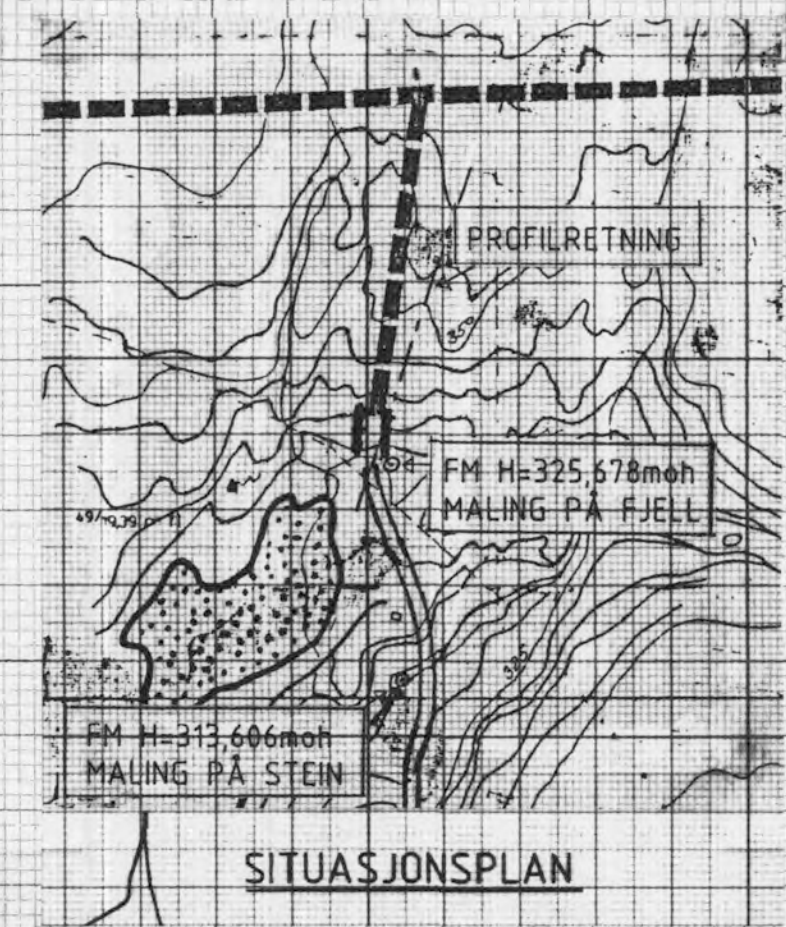 PROFILRETNING
350
FM H=325,678moh
MALING PÅ FJELL
325
FM H=313,606moh
MALING PÅ STEIN
SITUASJONSPLAN